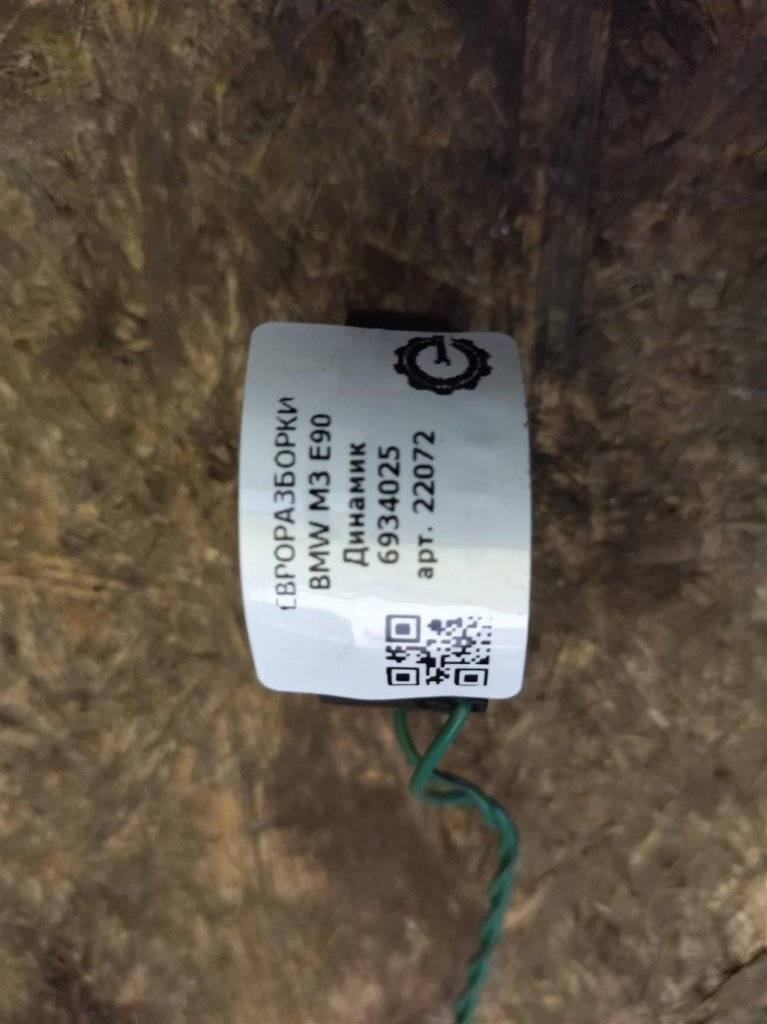 ЕВРОРАЗБОРКИ
BMW M3 E90
Динамик
6934025
арт. 22072